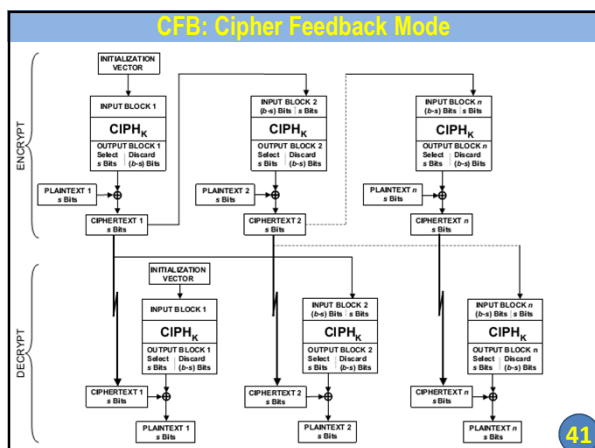 CFB: Cipher Feedback Mode
ENCRYPT
INITIALIZATION
VECTOR
INPUT BLOCK 1
CIPHK
OUTPUT BLOCK 1
Select Discard
s Bits (b-s) Bits
PLAINTEXT 1
s Bits
CIPHERTEXT 1
s Bits
INPUT BLOCK 2
(b-s) Bits s Bits
CIPHK
OUTPUT BLOCK 2
Select Discard
s Bits (b-s) Bits
PLAINTEXT 2
s Bits
CIPHERTEXT 2
s Bits
INPUT BLOCK n
(b-s) Bits s Bits
CIPHK
OUTPUT BLOCK n
Select Discard
s Bits (b-s) Bits
PLAINTEXT n
s Bits
CIPHERTEXT n
s Bits
DECRYPT
INITIALIZATION
VECTOR
INPUT BLOCK 1
CIPHK
OUTPUT BLOCK 1
Select Discard
s Bits (b-s) Bits
CIPHERTEXT 1
s Bits
PLAINTEXT 1
s Bits
INPUT BLOCK 2
(b-s) Bits s Bits
CIPHK
OUTPUT BLOCK 2
Select Discard
s Bits (b-s) Bits
CIPHERTEXT 2
s Bits
PLAINTEXT 2
s Bits
INPUT BLOCK n
(b-s) Bits s Bits
CIPHK
OUTPUT BLOCK n
Select Discard
s Bits (b-s) Bits
CIPHERTEXT n
s Bits
PLAINTEXT n
s Bits
41